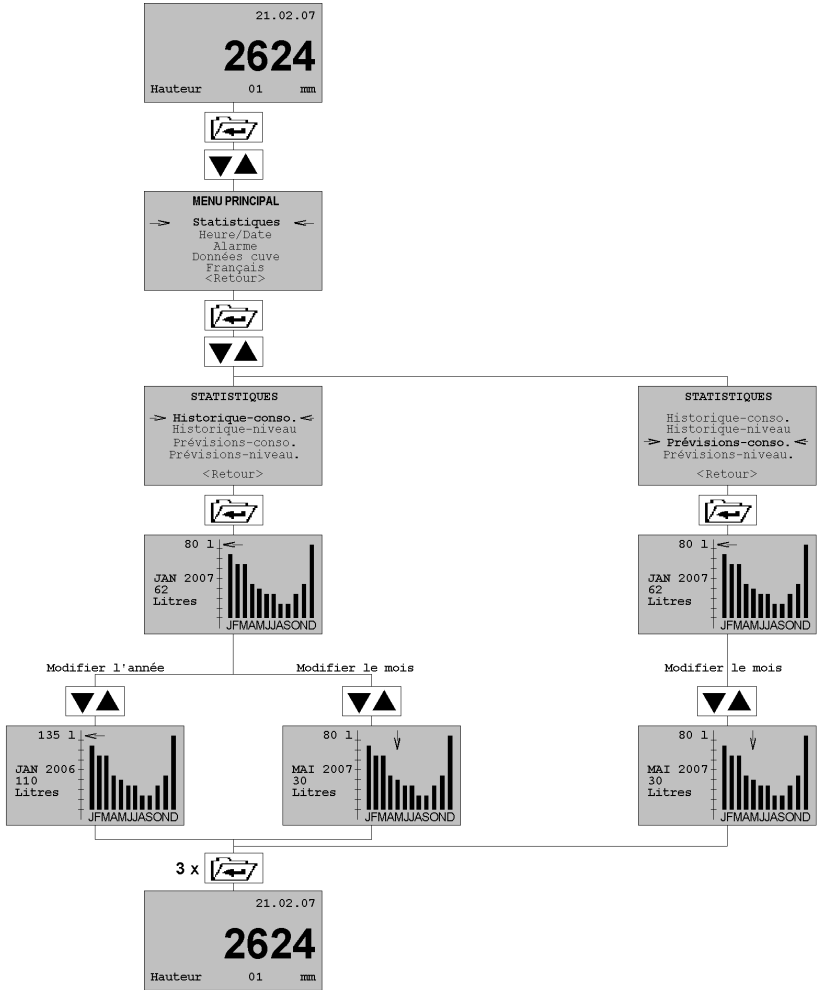 21.02.07
2624
Hauteur 01 mm
MENU PRINCIPAL
Statistiques
Heure/Date
Alarme
Données cuve
Français
<Retour>
STATISTIQUES
Historique-conso.
Historique-niveau
Prévisions-conso.
Prévisions-niveau.
<Retour>
STATISTIQUES
Historique-conso.
Historique-niveau
Prévisions-conso.
Prévisions-niveau.
<Retour>
80 l
JAN 2007
62
Litres
JFMAMJJASOND
80 l
JAN 2007
62
Litres
JFMAMJJASOND
Modifier l'année
Modifier le mois
Modifier le mois
135 l
JAN 2006
110
Litres
JFMAMJJASOND
80 l
MAI 2007
30
Litres
JFMAMJJASOND
80 l
MAI 2007
30
Litres
JFMAMJJASOND
3 x
21.02.07
2624
Hauteur 01 mm